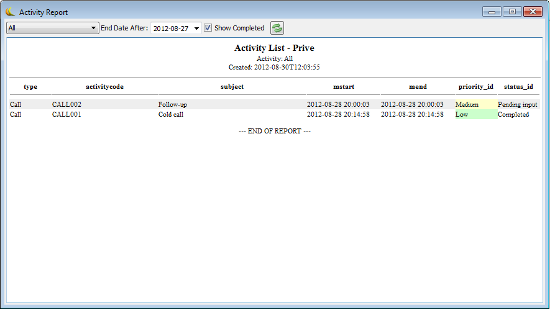 Activity Report
All End Date After: 2012-08-27 Show Completed
Activity List - Prive
Activity: All
Created: 2012-08-30T12:03:55
type activitycode subject mstart mend priority_id status_id
Call CALL002 Follow-up 2012-08-28 20:00:03 2012-08-28 20:00:03 Medium Pending input
Call CALL001 Cold call 2012-08-28 20:14:58 2012-08-28 20:14:58 Low Completed
--- END OF REPORT ---